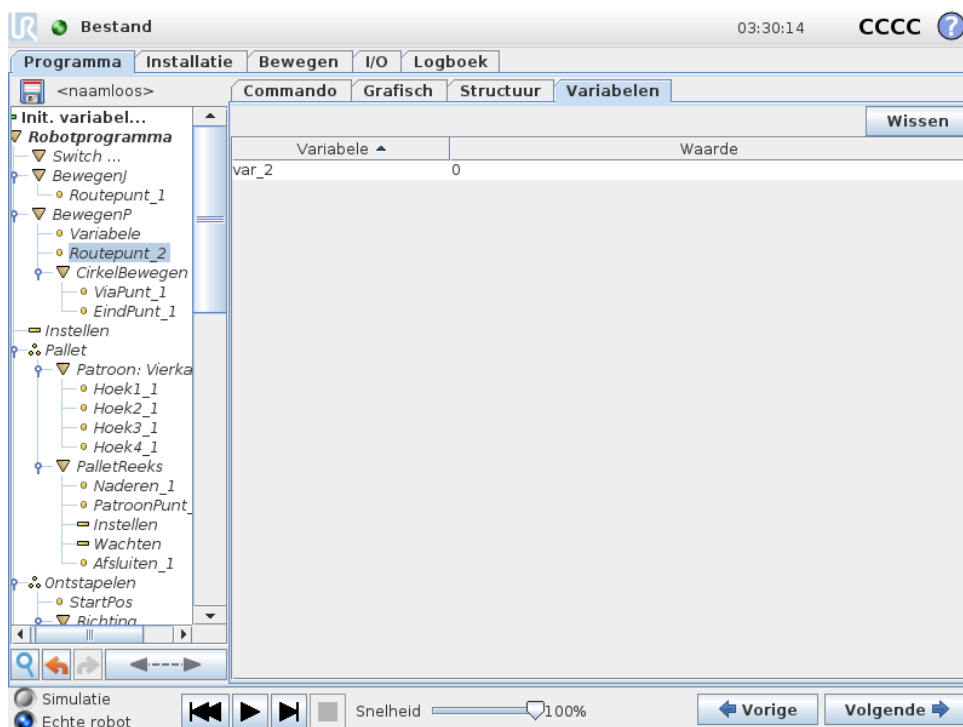 UR Bestand 03:30:14 CCCC ?
Programma Installatie Bewegen I/O Logboek
<naamloos>
Commando Grafisch Structuur Variabelen
Wissen
Variabele Waarde
var_2 0
Init. variabel...
Robotprogramma
Switch ...
BewegenJ
Routepunt_1
BewegenP
Variabele
Routepunt_2
CirkelBewegen
ViaPunt_1
EindPunt_1
Instellen
Pallet
Patroon: Vierka
Hoek1_1
Hoek2_1
Hoek3_1
Hoek4_1
PalletReeks
Naderen_1
PatroonPunt_
Instellen
Wachten
Afsluiten_1
Ontstapelen
StartPos
Richting
Simulatie
Echte robot
Snelheid 100%
Vorige Volgende